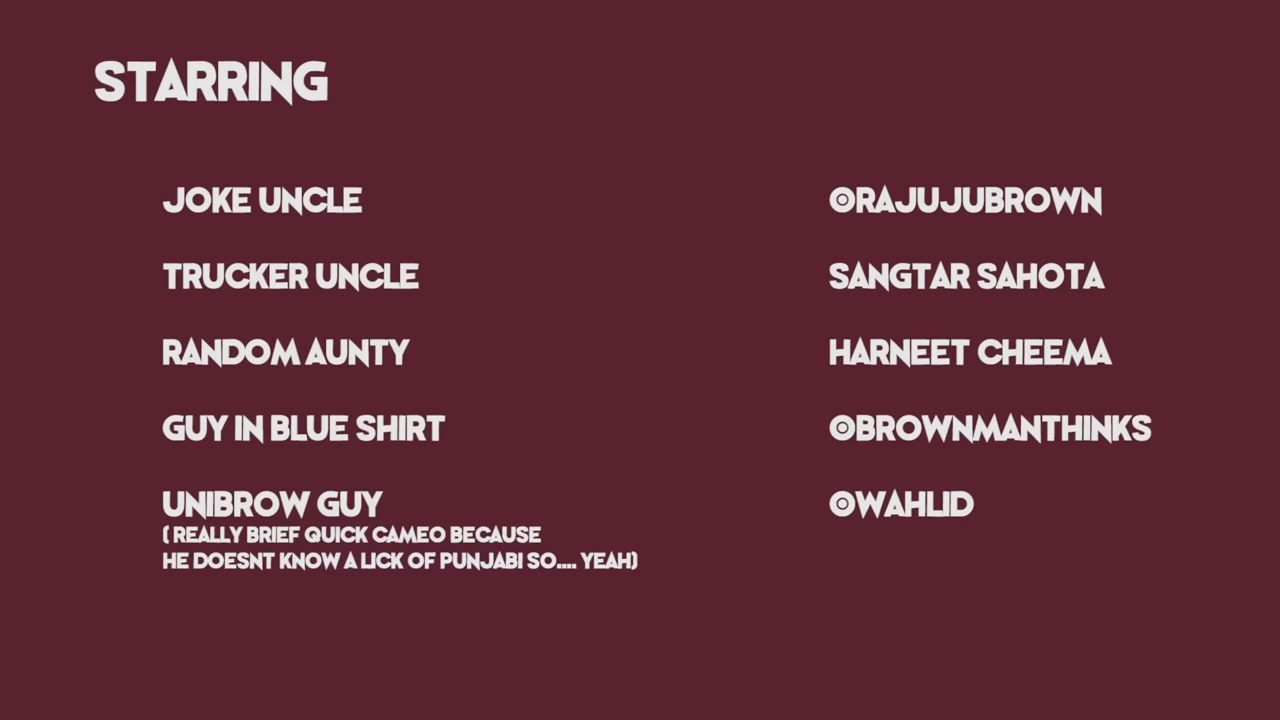 STARRING
JOKE UNCLE @RAJUJUBROWN
TRUCKER UNCLE SANGTAR SAHOTA
RANDOM AUNTY HARNEET CHEEMA
GUY IN BLUE SHIRT @BROWNMANTHINKS
UNIBROW GUY @WAHLID
( REALLY BRIEF QUICK CAMEO BECAUSE
HE DOESNT KNOW A LICK OF PUNJABI SO.... YEAH)